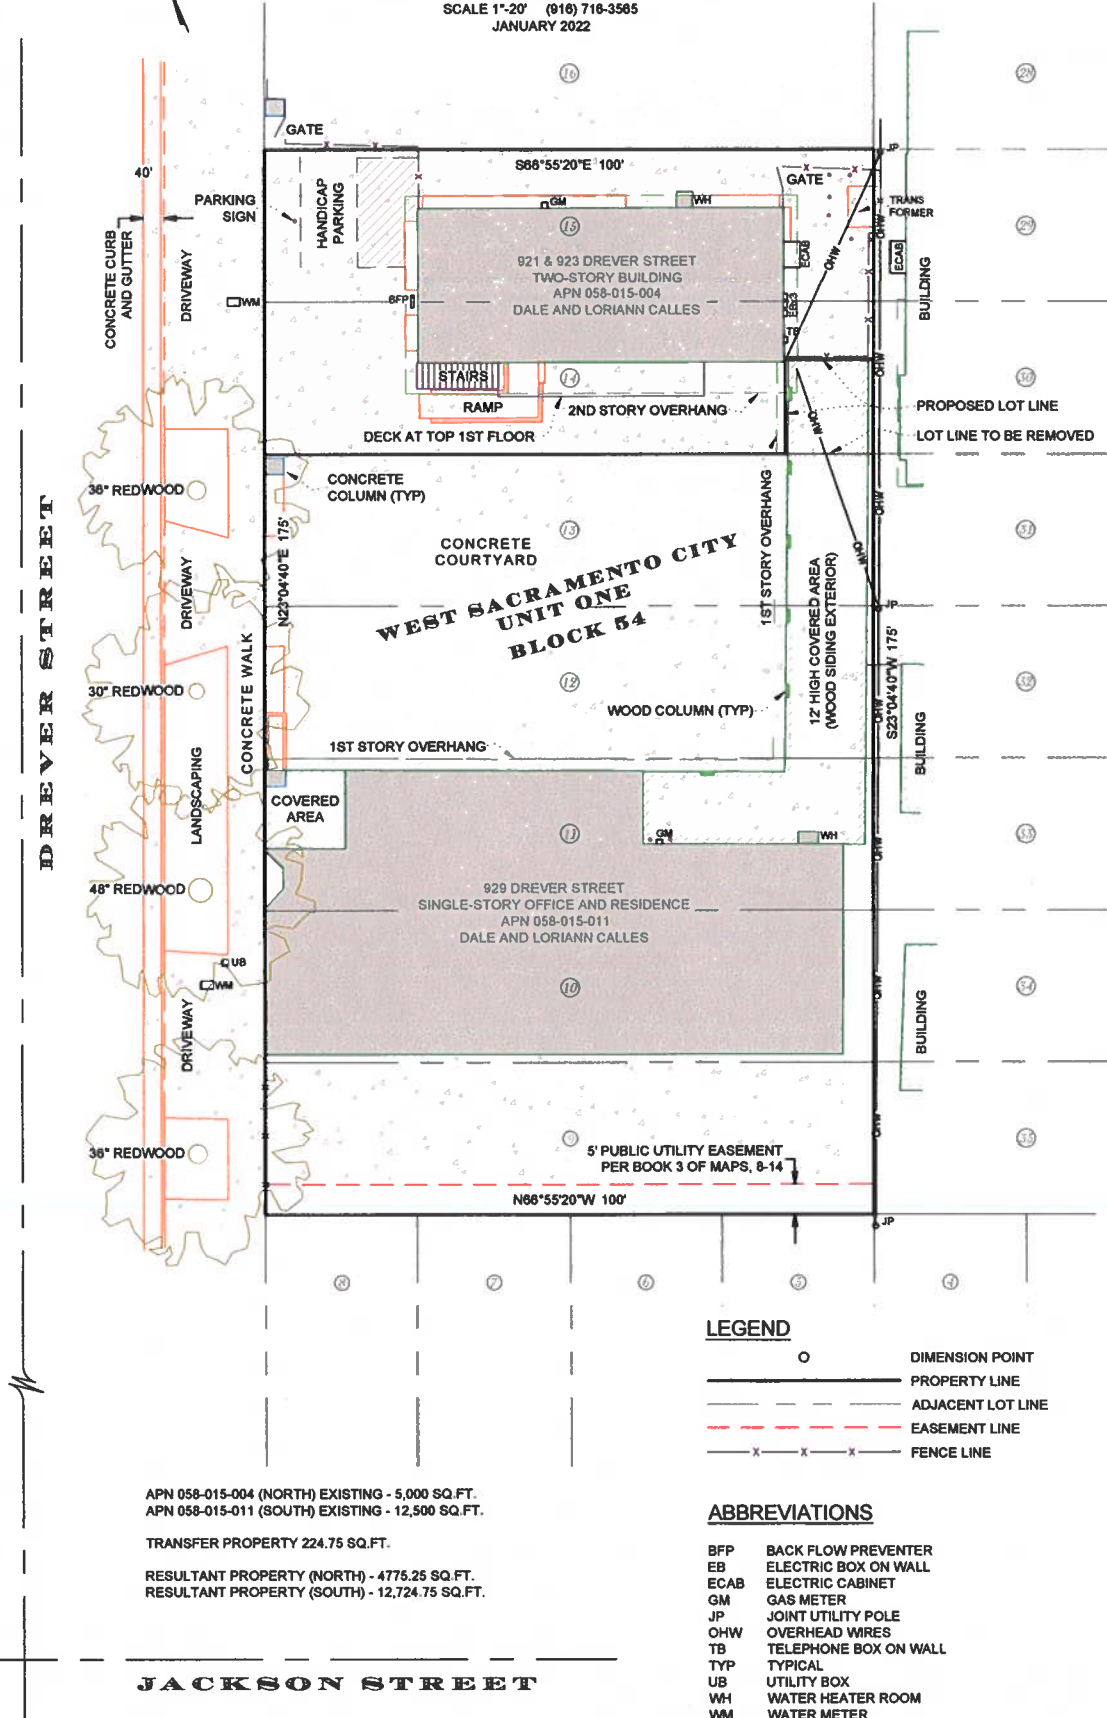 SCALE 1"-20' (916) 716-3565
JANUARY 2022
16
28
GATE
JP
40'
S66°55'20"E 100'
GATE
PARKING
SIGN
HANDICAP
PARKING
GM
WH
TRANS
FORMER
15
29
CONCRETE CURB
AND GUTTER
DRIVEWAY
921 & 923 DREVER STREET
TWO-STORY BUILDING
APN 058-015-004
DALE AND LORIANN CALLES
ECAB
OHW
OHW
ECAB
BUILDING
WM
BFP
EBx3
TB
STAIRS
14
OHW
30
RAMP
2ND STORY OVERHANG
PROPOSED LOT LINE
DECK AT TOP 1ST FLOOR
OHW
LOT LINE TO BE REMOVED
CONCRETE
COLUMN (TYP)
36" REDWOOD
N23°04'40"E 175'
1ST STORY OVERHANG
OHW
13
31
CONCRETE
COURTYARD
OHW
WEST SACRAMENTO CITY
UNIT ONE
BLOCK 54
DREVER STREET
DRIVEWAY
JP
12' HIGH COVERED AREA
(WOOD SIDING EXTERIOR)
S23°04'40"W 175'
CONCRETE WALK
30" REDWOOD
12
32
WOOD COLUMN (TYP)
OHW
1ST STORY OVERHANG
BUILDING
LANDSCAPING
COVERED
AREA
11
GM
WH
OHW
33
48" REDWOOD
929 DREVER STREET
SINGLE-STORY OFFICE AND RESIDENCE
APN 058-015-011
DALE AND LORIANN CALLES
UB
WM
10
OHW
34
DRIVEWAY
BUILDING
OHW
9
35
36" REDWOOD
5' PUBLIC UTILITY EASEMENT
PER BOOK 3 OF MAPS, 8-14
N66°55'20"W 100'
JP
8
7
6
5
4
LEGEND
DIMENSION POINT
PROPERTY LINE
ADJACENT LOT LINE
EASEMENT LINE
X X X FENCE LINE
APN 058-015-004 (NORTH) EXISTING - 5,000 SQ.FT.
APN 058-015-011 (SOUTH) EXISTING - 12,500 SQ.FT.
TRANSFER PROPERTY 224.75 SQ.FT.
RESULTANT PROPERTY (NORTH) - 4775.25 SQ.FT.
RESULTANT PROPERTY (SOUTH) - 12,724.75 SQ.FT.
ABBREVIATIONS
BFP BACK FLOW PREVENTER
EB ELECTRIC BOX ON WALL
ECAB ELECTRIC CABINET
GM GAS METER
JP JOINT UTILITY POLE
OHW OVERHEAD WIRES
TB TELEPHONE BOX ON WALL
TYP TYPICAL
UB UTILITY BOX
WH WATER HEATER ROOM
WM WATER METER
JACKSON STREET